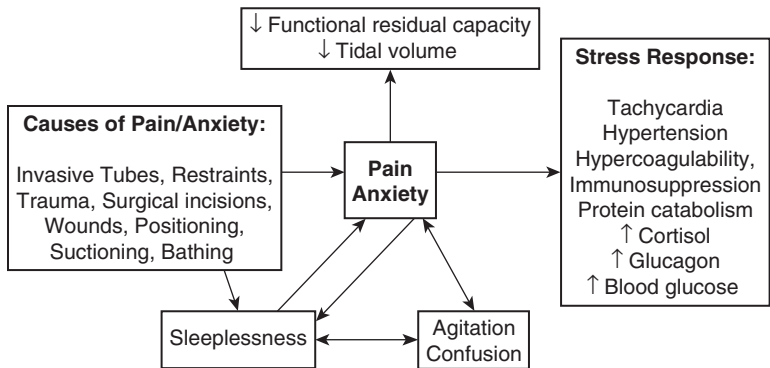 ↓ Functional residual capacity
↓ Tidal volume
Causes of Pain/Anxiety:
Invasive Tubes, Restraints,
Trauma, Surgical incisions,
Wounds, Positioning,
Suctioning, Bathing
Pain
Anxiety
Stress Response:
Tachycardia
Hypertension
Hypercoagulability,
Immunosuppression
Protein catabolism
↑ Cortisol
↑ Glucagon
↑ Blood glucose
Sleeplessness
Agitation
Confusion